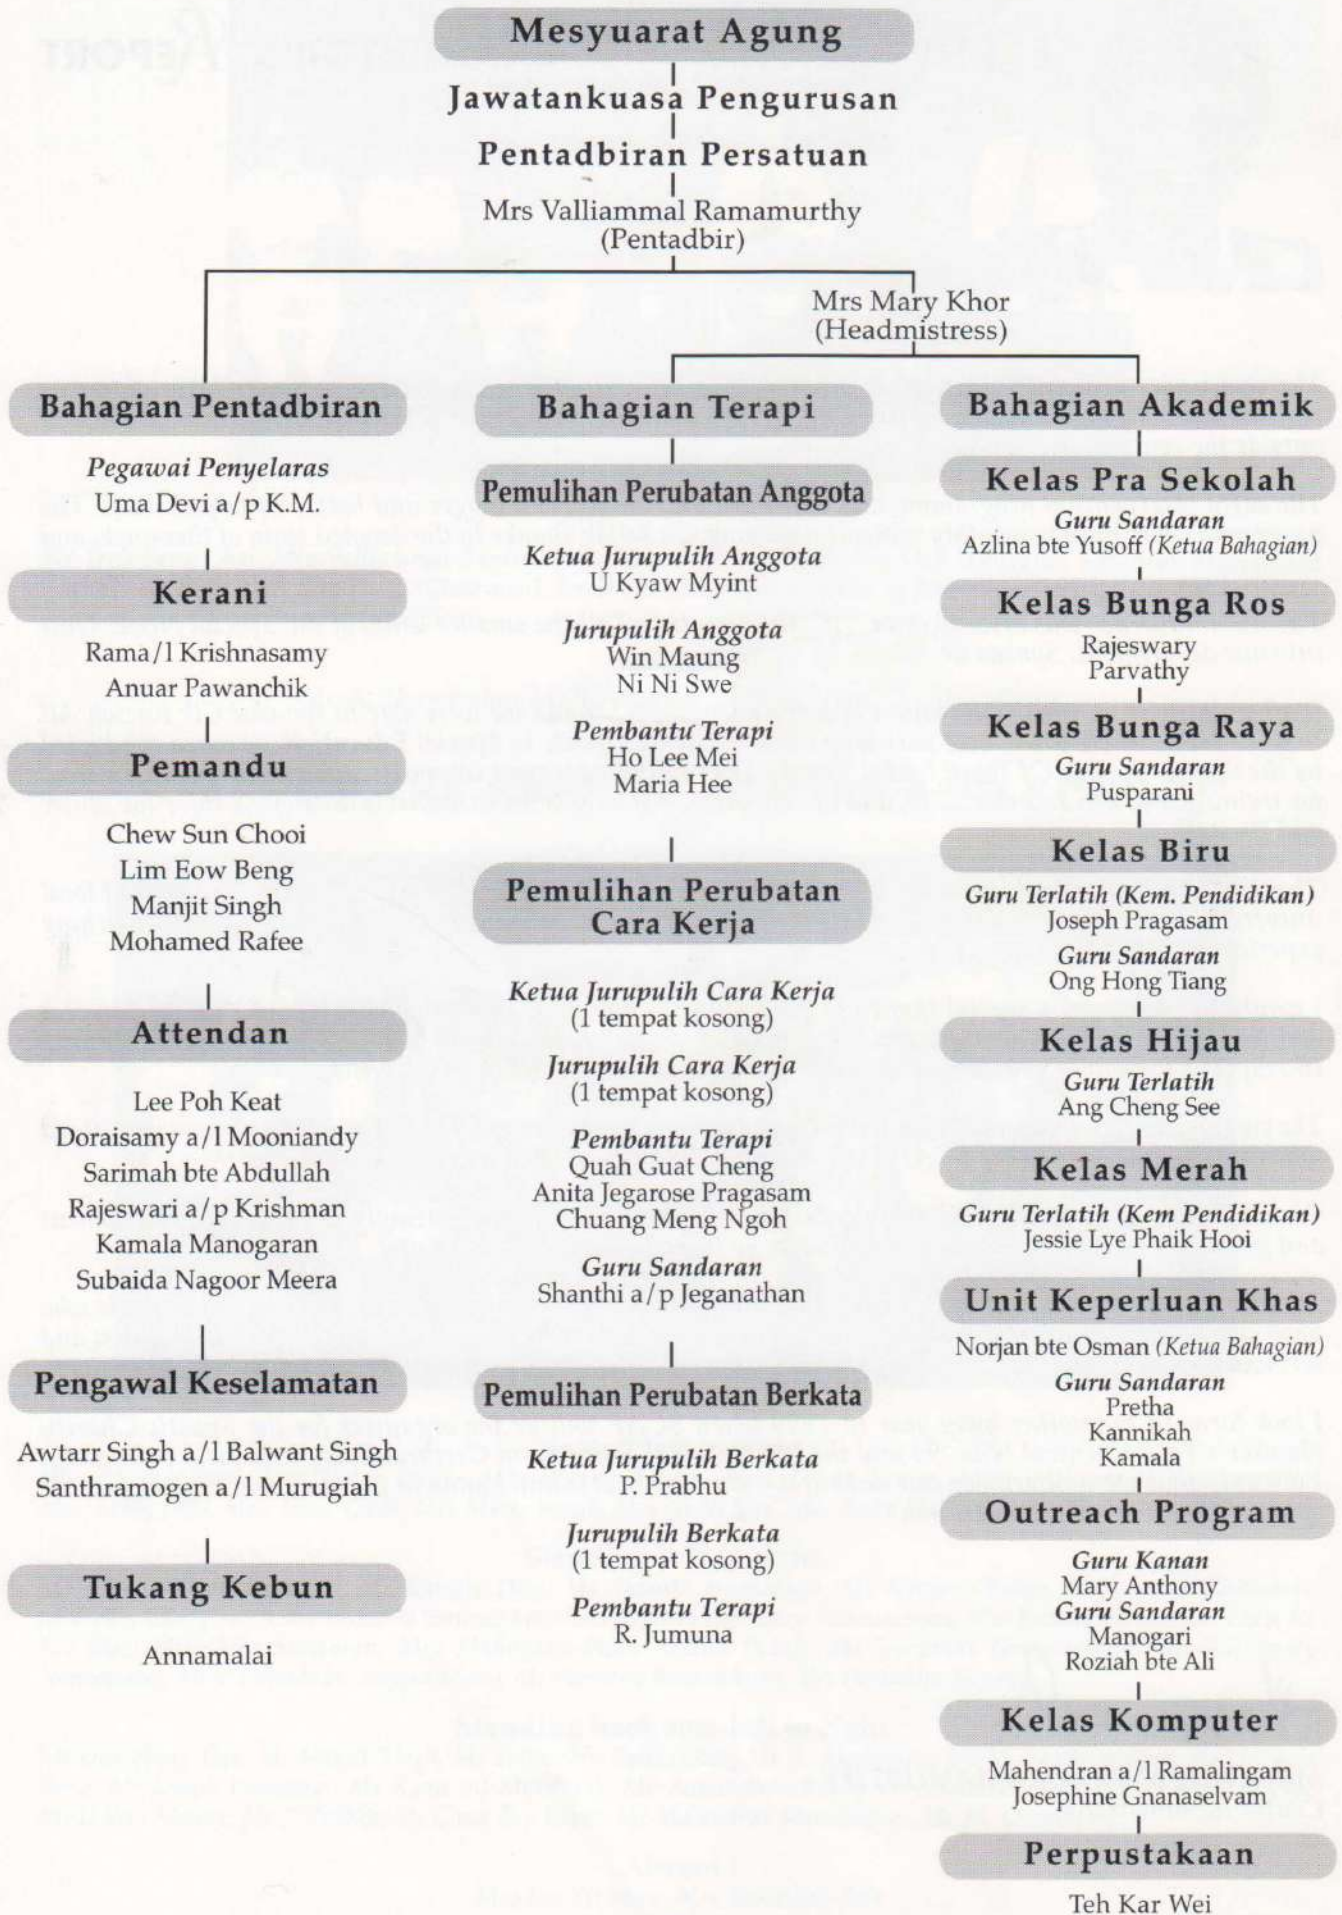 Mesyuarat Agung
Jawatankuasa Pengurusan
Pentadbiran Persatuan
Mrs Valliammal Ramamurthy
(Pentadbir)
Mrs Mary Khor
(Headmistress)
Bahagian Pentadbiran
Pegawai Penyelaras
Uma Devi a/p K.M.
Kerani
Rama/l Krishnasamy
Anuar Pawanchik
Pemandu
Chew Sun Chooi
Lim Eow Beng
Manjit Singh
Mohamed Rafee
Attendan
Lee Poh Keat
Doraisamy a/l Mooniandy
Sarimah bte Abdullah
Rajeswari a/p Krishman
Kamala Manogaran
Subaida Nagoor Meera
Pengawal Keselamatan
Awtarr Singh a/l Balwant Singh
Santhramogen a/l Murugiah
Tukang Kebun
Annamalai
Bahagian Terapi
Pemulihan Perubatan Anggota
Ketua Jurupulih Anggota
U Kyaw Myint
Jurupulih Anggota
Win Maung
Ni Ni Swe
Pembantu Terapi
Ho Lee Mei
Maria Hee
Pemulihan Perubatan
Cara Kerja
Ketua Jurupulih Cara Kerja
(1 tempat kosong)
Jurupulih Cara Kerja
(1 tempat kosong)
Pembantu Terapi
Quah Guat Cheng
Anita Jegarose Pragasam
Chuang Meng Ngoh
Guru Sandaran
Shanthi a/p Jeganathan
Pemulihan Perubatan Berkata
Ketua Jurupulih Berkata
P. Prabhu
Jurupulih Berkata
(1 tempat kosong)
Pembantu Terapi
R. Jumuna
Bahagian Akademik
Kelas Pra Sekolah
Guru Sandaran
Azlina bte Yusoff (Ketua Bahagian)
Kelas Bunga Ros
Rajeswary
Parvathy
Kelas Bunga Raya
Guru Sandaran
Pusparani
Kelas Biru
Guru Terlatih (Kem. Pendidikan)
Joseph Pragasam
Guru Sandaran
Ong Hong Tiang
Kelas Hijau
Guru Terlatih
Ang Cheng See
Kelas Merah
Guru Terlatih (Kem Pendidikan)
Jessie Lye Phaik Hooi
Unit Keperluan Khas
Norjan bte Osman (Ketua Bahagian)
Guru Sandaran
Pretha
Kannikah
Kamala
Outreach Program
Guru Kanan
Mary Anthony
Guru Sandaran
Manogari
Roziah bte Ali
Kelas Komputer
Mahendran a/l Ramalingam
Josephine Gnanaselvam
Perpustakaan
Teh Kar Wei